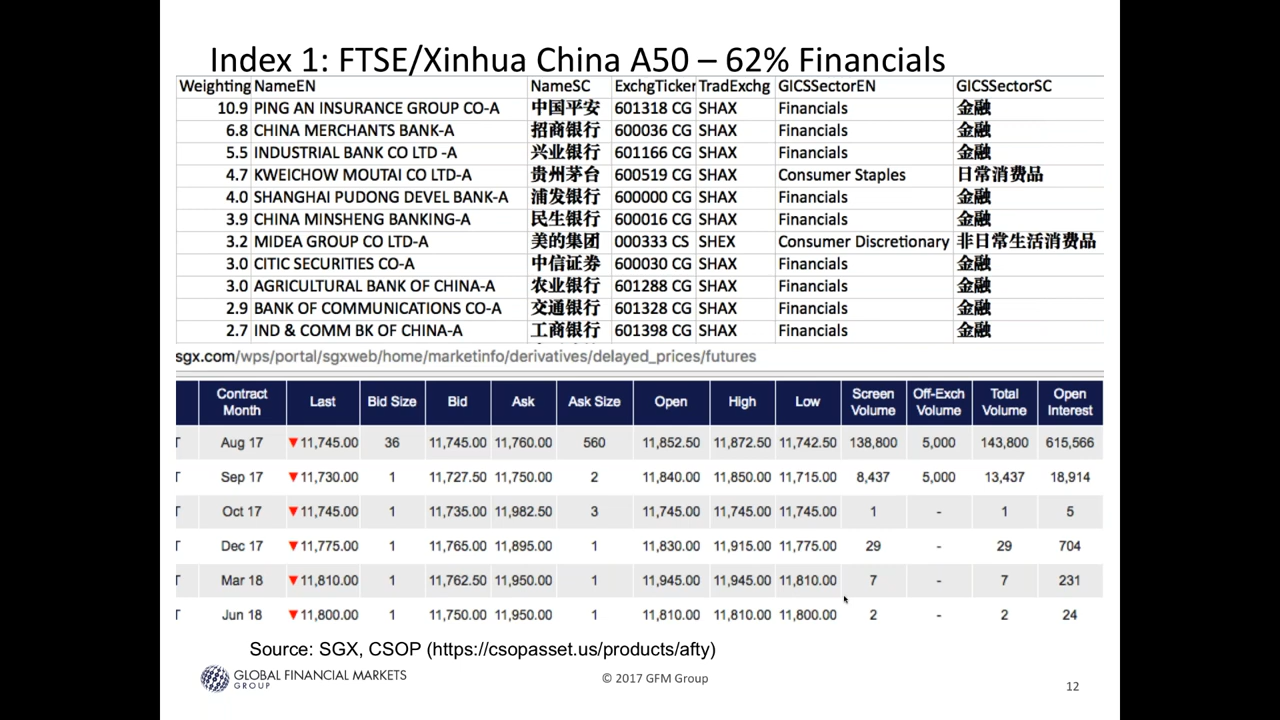 Index 1: FTSE/Xinhua China A50 – 62% Financials
Weighting NameEN NameSC ExchgTicker TradExchg GICSSectorEN GICSSectorSC
10.9 PING AN INSURANCE GROUP CO-A 中国平安 601318 CG SHAX Financials 金融
6.8 CHINA MERCHANTS BANK-A 招商银行 600036 CG SHAX Financials 金融
5.5 INDUSTRIAL BANK CO LTD -A 兴业银行 601166 CG SHAX Financials 金融
4.7 KWEICHOW MOUTAI CO LTD-A 贵州茅台 600519 CG SHAX Consumer Staples 日常消费品
4.0 SHANGHAI PUDONG DEVEL BANK-A 浦发银行 600000 CG SHAX Financials 金融
3.9 CHINA MINSHENG BANKING-A 民生银行 600016 CG SHAX Financials 金融
3.2 MIDEA GROUP CO LTD-A 美的集团 000333 CS SHEX Consumer Discretionary 非日常生活消费品
3.0 CITIC SECURITIES CO-A 中信证券 600030 CG SHAX Financials 金融
3.0 AGRICULTURAL BANK OF CHINA-A 农业银行 601288 CG SHAX Financials 金融
2.9 BANK OF COMMUNICATIONS CO-A 交通银行 601328 CG SHAX Financials 金融
2.7 IND & COMM BK OF CHINA-A 工商银行 601398 CG SHAX Financials 金融
sgx.com/wps/portal/sgxweb/home/marketinfo/derivatives/delayed_prices/futures
Contract Month Last Bid Size Bid Ask Ask Size Open High Low Screen Volume Off-Exch Volume Total Volume Open Interest
T Aug 17 ▼11,745.00 36 11,745.00 11,760.00 560 11,852.50 11,872.50 11,742.50 138,800 5,000 143,800 615,566
T Sep 17 ▼11,730.00 1 11,727.50 11,750.00 2 11,840.00 11,850.00 11,715.00 8,437 5,000 13,437 18,914
T Oct 17 ▼11,745.00 1 11,735.00 11,982.50 3 11,745.00 11,745.00 11,745.00 1 - 1 5
T Dec 17 ▼11,775.00 1 11,765.00 11,895.00 1 11,830.00 11,915.00 11,775.00 29 - 29 704
T Mar 18 ▼11,810.00 1 11,762.50 11,950.00 1 11,945.00 11,945.00 11,810.00 7 - 7 231
T Jun 18 ▼11,800.00 1 11,750.00 11,950.00 1 11,810.00 11,810.00 11,800.00 2 - 2 24
Source: SGX, CSOP (https://csopasset.us/products/afty)
GLOBAL FINANCIAL MARKETS
GROUP
© 2017 GFM Group
12